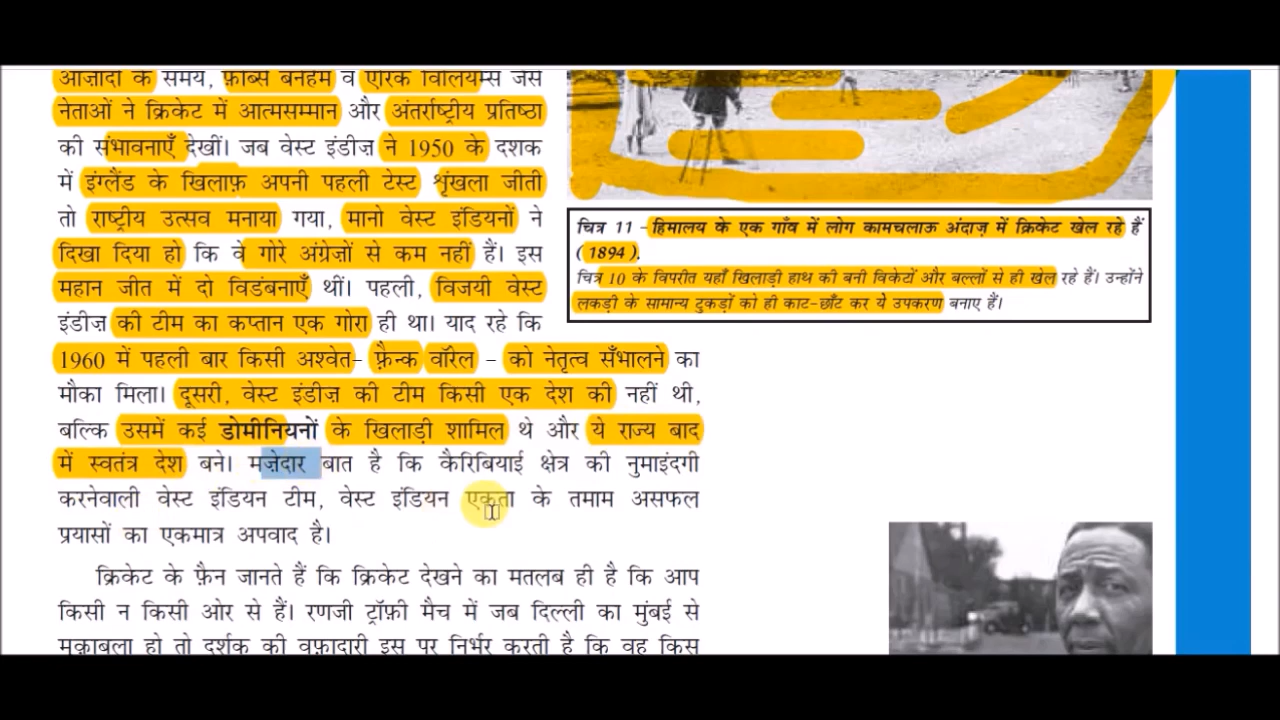 आज़ादी के समय, फ़ोर्ब्स बर्नहैम व एरिक विलियम्स जैसे
नेताओं ने क्रिकेट में आत्मसम्मान और अंतर्राष्ट्रीय प्रतिष्ठा
की संभावनाएँ देखीं। जब वेस्ट इंडीज़ ने 1950 के दशक
में इंग्लैंड के खिलाफ़ अपनी पहली टेस्ट शृंखला जीती
तो राष्ट्रीय उत्सव मनाया गया, मानो वेस्ट इंडियनों ने
दिखा दिया हो कि वे गोरे अंग्रेज़ों से कम नहीं हैं। इस
महान जीत में दो विडंबनाएँ थीं। पहली, विजयी वेस्ट
इंडीज़ की टीम का कप्तान एक गोरा ही था। याद रहे कि
1960 में पहली बार किसी अश्वेत– फ़्रैन्क वॉरेल – को नेतृत्व सँभालने का
मौका मिला। दूसरी, वेस्ट इंडीज़ की टीम किसी एक देश की नहीं थी,
बल्कि उसमें कई डोमीनियनों के खिलाड़ी शामिल थे और ये राज्य बाद
में स्वतंत्र देश बने। मज़ेदार बात है कि कैरिबियाई क्षेत्र की नुमाइंदगी
करनेवाली वेस्ट इंडियन टीम, वेस्ट इंडियन एकता के तमाम असफल
प्रयासों का एकमात्र अपवाद है।
क्रिकेट के फ़ैन जानते हैं कि क्रिकेट देखने का मतलब ही है कि आप
किसी न किसी ओर से हैं। रणजी ट्रॉफ़ी मैच में जब दिल्ली का मुंबई से
मुक़ाबला हो तो दर्शक की वफ़ादारी इस पर निर्भर करती है कि वह किस
चित्र 11 – हिमालय के एक गाँव में लोग कामचलाऊ अंदाज़ में क्रिकेट खेल रहे हैं
(1894).
चित्र 10 के विपरीत यहाँ खिलाड़ी हाथ की बनी विकेटों और बल्लों से ही खेल रहे हैं। उन्होंने
लकड़ी के सामान्य टुकड़ों को ही काट-छाँट कर ये उपकरण बनाए हैं।